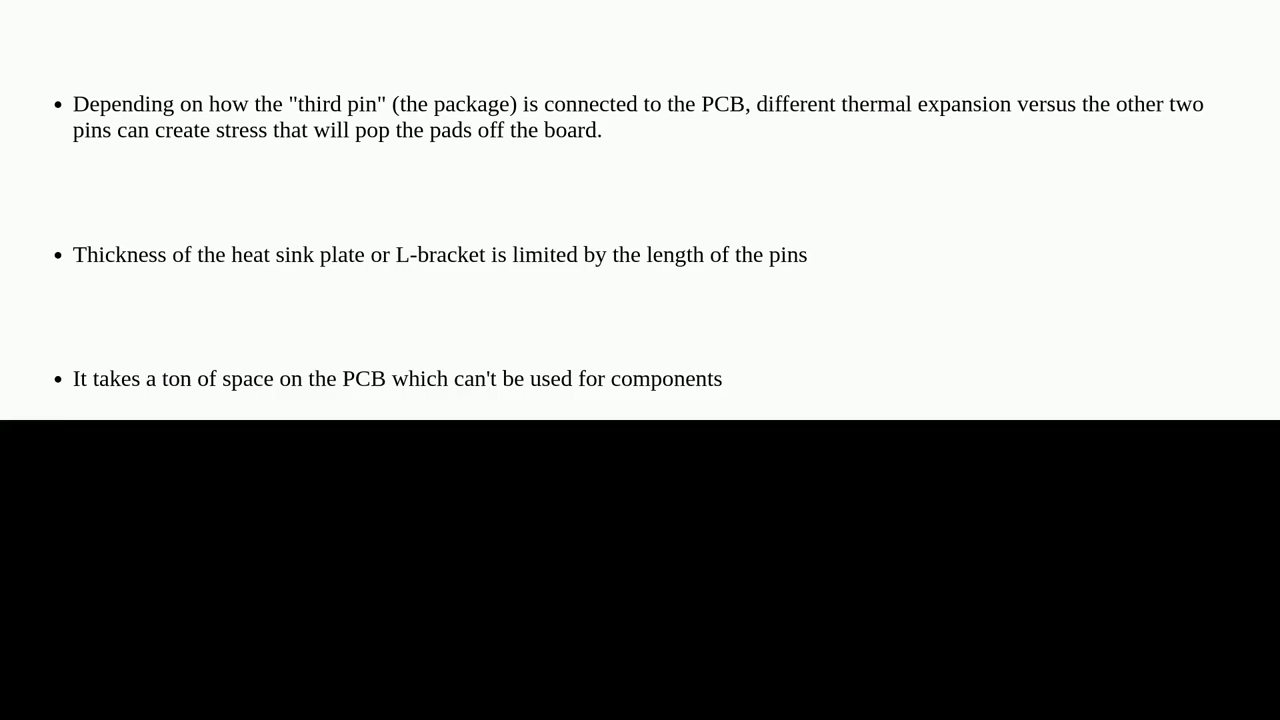 • Depending on how the "third pin" (the package) is connected to the PCB, different thermal expansion versus the other two
pins can create stress that will pop the pads off the board.
• Thickness of the heat sink plate or L-bracket is limited by the length of the pins
• It takes a ton of space on the PCB which can't be used for components